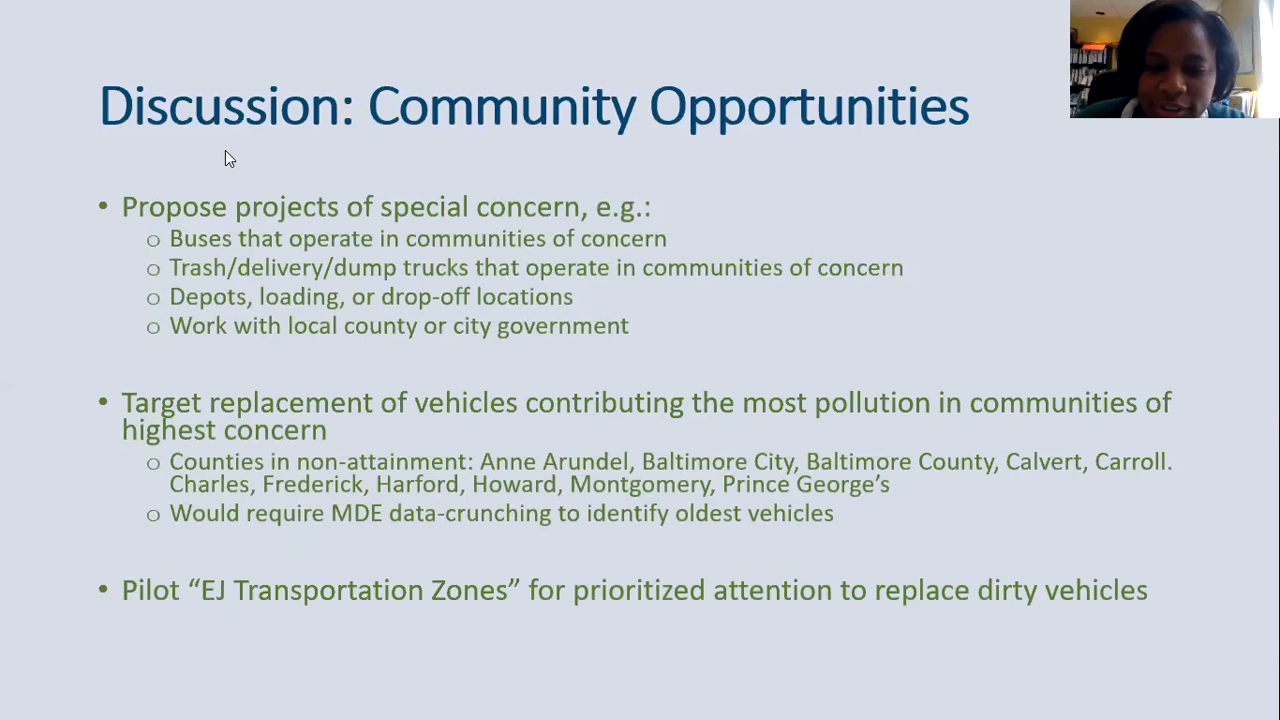 Discussion: Community Opportunities
• Propose projects of special concern, e.g.:
o Buses that operate in communities of concern
o Trash/delivery/dump trucks that operate in communities of concern
o Depots, loading, or drop-off locations
o Work with local county or city government
• Target replacement of vehicles contributing the most pollution in communities of
highest concern
o Counties in non-attainment: Anne Arundel, Baltimore City, Baltimore County, Calvert, Carroll.
Charles, Frederick, Harford, Howard, Montgomery, Prince George’s
o Would require MDE data-crunching to identify oldest vehicles
• Pilot “EJ Transportation Zones” for prioritized attention to replace dirty vehicles